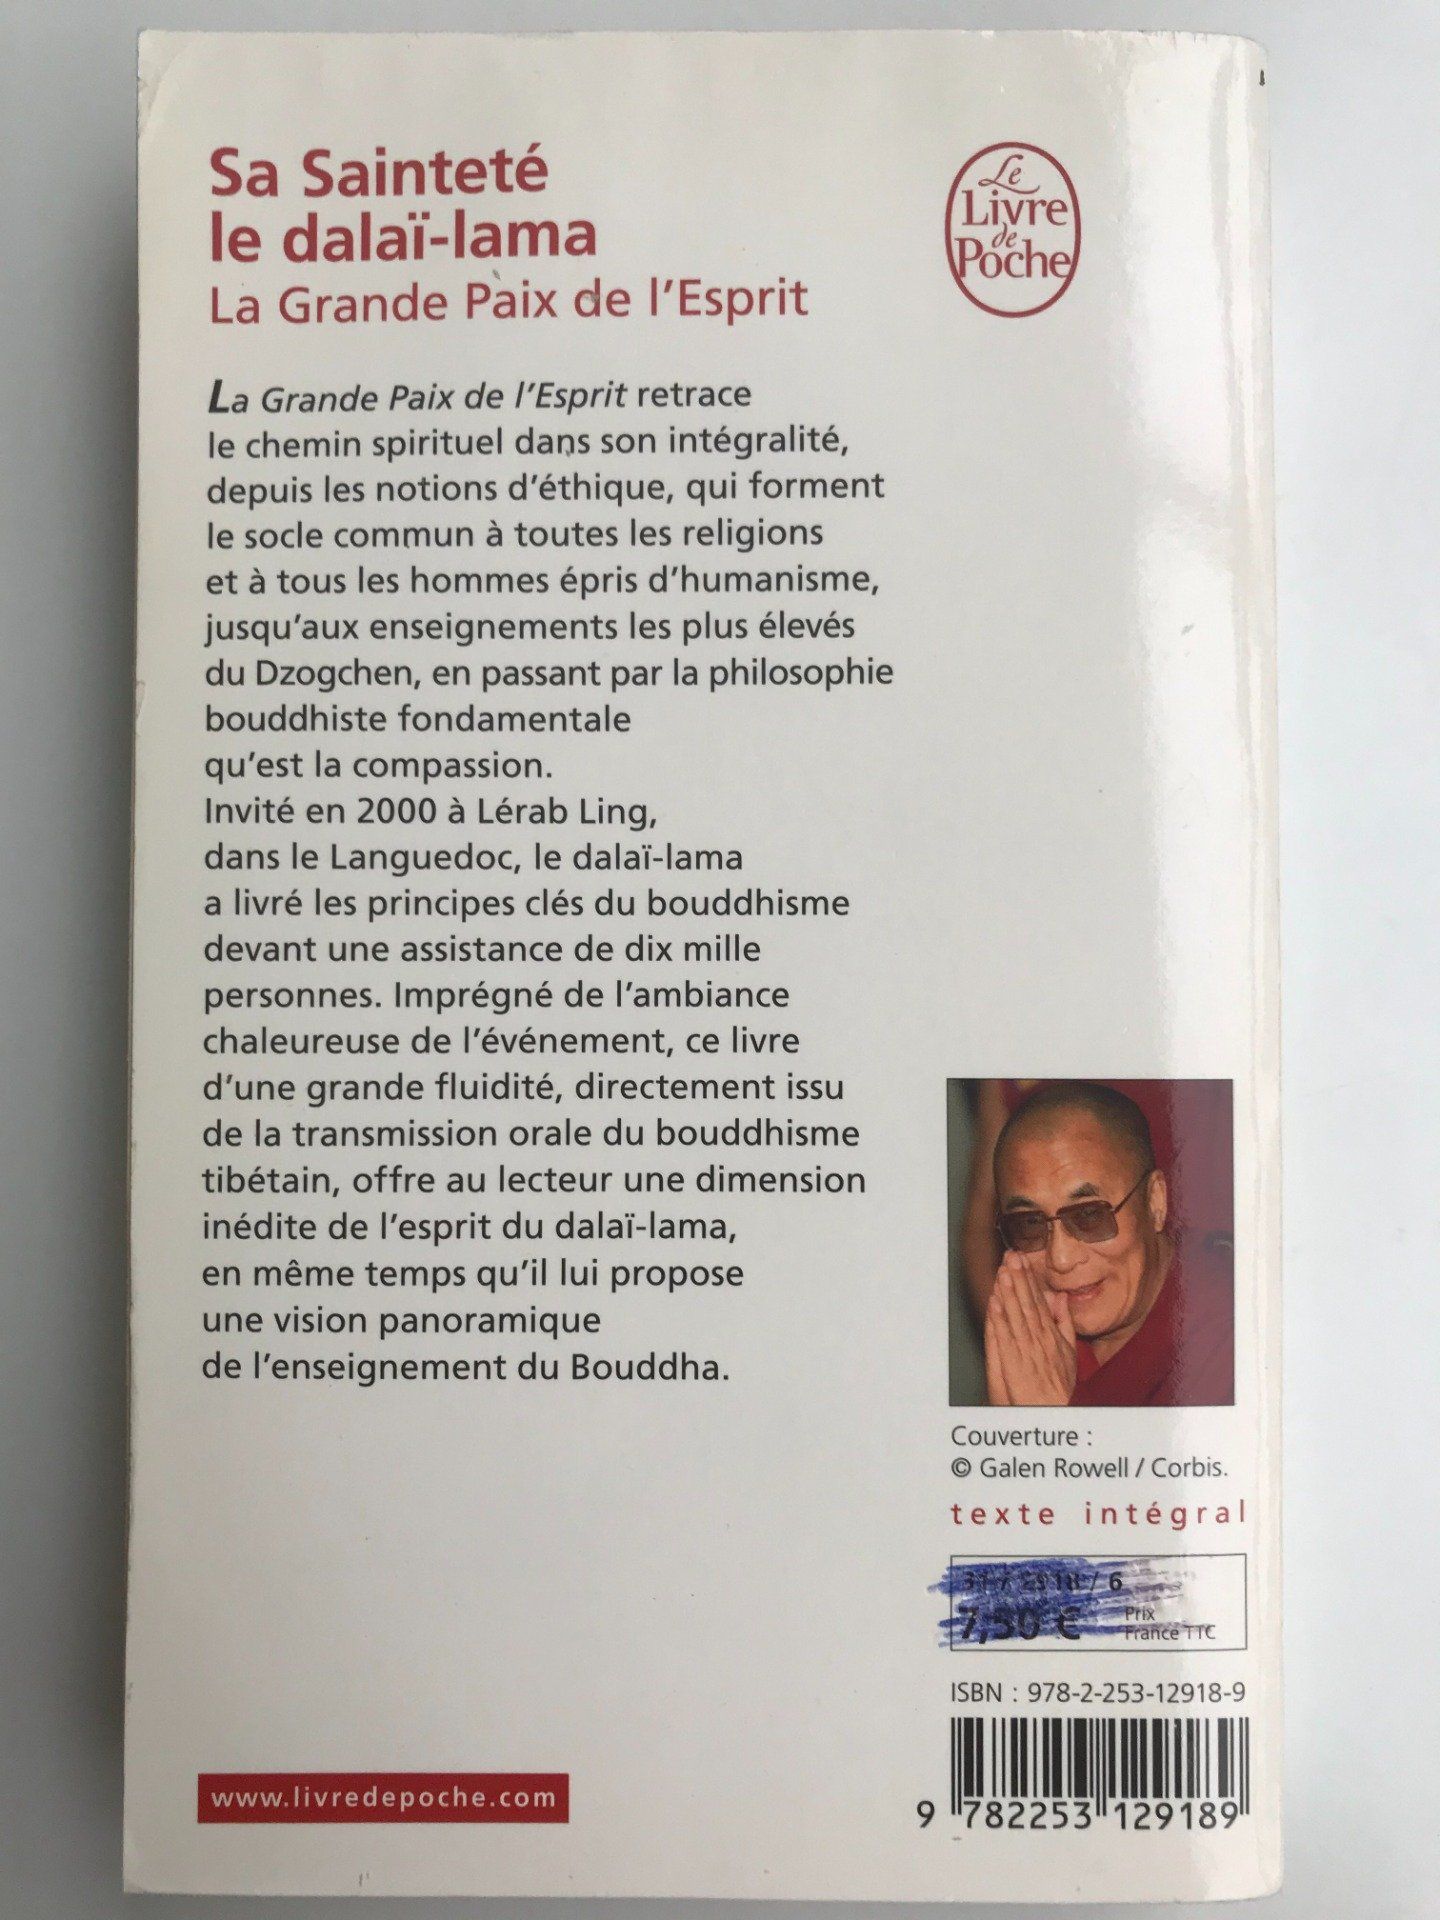 Sa Sainteté
le dalaï-lama
La Grande Paix de l'Esprit
Le
Livre
de
Poche
La Grande Paix de l'Esprit retrace
le chemin spirituel dans son intégralité,
depuis les notions d'éthique, qui forment
le socle commun à toutes les religions
et à tous les hommes épris d'humanisme,
jusqu'aux enseignements les plus élevés
du Dzogchen, en passant par la philosophie
bouddhiste fondamentale
qu'est la compassion.
Invité en 2000 à Lérab Ling,
dans le Languedoc, le dalaï-lama
a livré les principes clés du bouddhisme
devant une assistance de dix mille
personnes. Imprégné de l'ambiance
chaleureuse de l'événement, ce livre
d'une grande fluidité, directement issu
de la transmission orale du bouddhisme
tibétain, offre au lecteur une dimension
inédite de l'esprit du dalaï-lama,
en même temps qu'il lui propose
une vision panoramique
de l'enseignement du Bouddha.
Couverture :
© Galen Rowell / Corbis.
texte intégral
/ 6
7,50 €
Prix
France TTC
ISBN : 978-2-253-12918-9
9 782253 129189
www.livredepoche.com